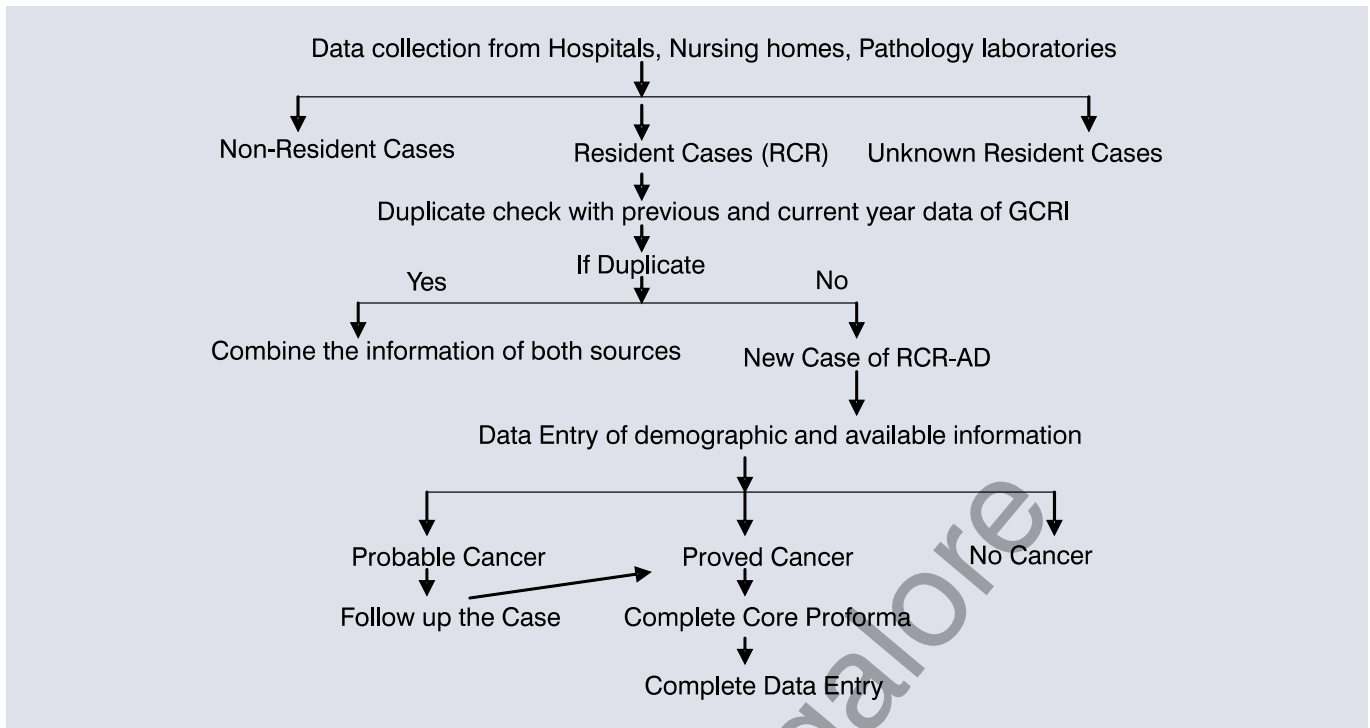 Data collection from Hospitals, Nursing homes, Pathology laboratories
Non-Resident Cases
Resident Cases (RCR)
Unknown Resident Cases
Duplicate check with previous and current year data of GCRI
If Duplicate
Yes
No
Combine the information of both sources
New Case of RCR-AD
Data Entry of demographic and available information
Probable Cancer
Proved Cancer
No Cancer
Follow up the Case
Complete Core Proforma
Complete Data Entry
galore